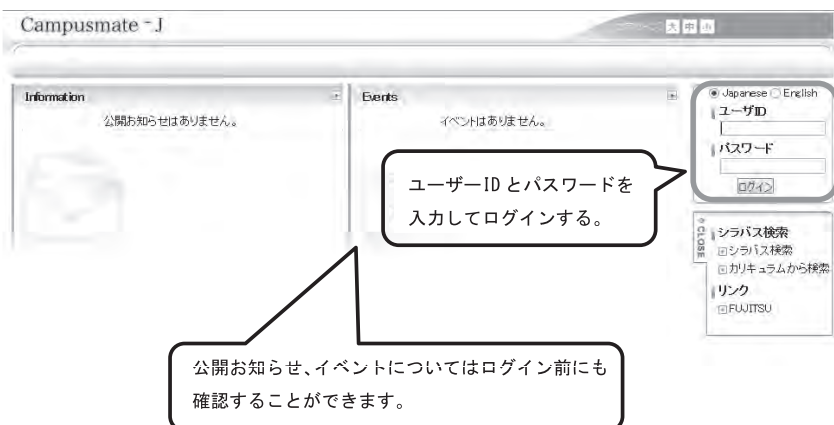 Campusmate-J
大 中 小
Information
公開お知らせはありません。
Events
イベントはありません。
Japanese English
ユーザID
パスワード
ログイン
ユーザーIDとパスワードを
入力してログインする。
CLOSE
シラバス検索
シラバス検索
カリキュラムから検索
リンク
FUJITSU
公開お知らせ、イベントについてはログイン前にも
確認することができます。